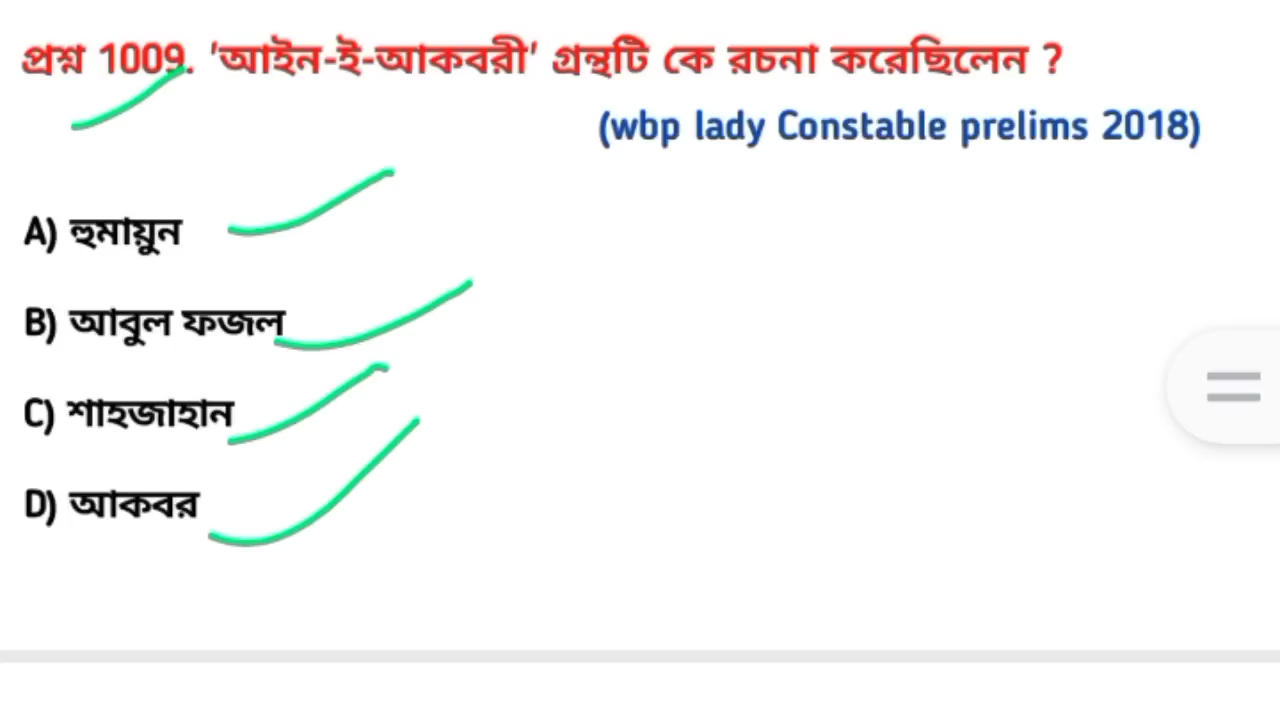 প্রশ্ন 1009. 'আইন-ই-আকবরী' গ্রন্থটি কে রচনা করেছিলেন ?
(wbp lady Constable prelims 2018)
A) হুমায়ুন
B) আবুল ফজল
C) শাহজাহান
D) আকবর